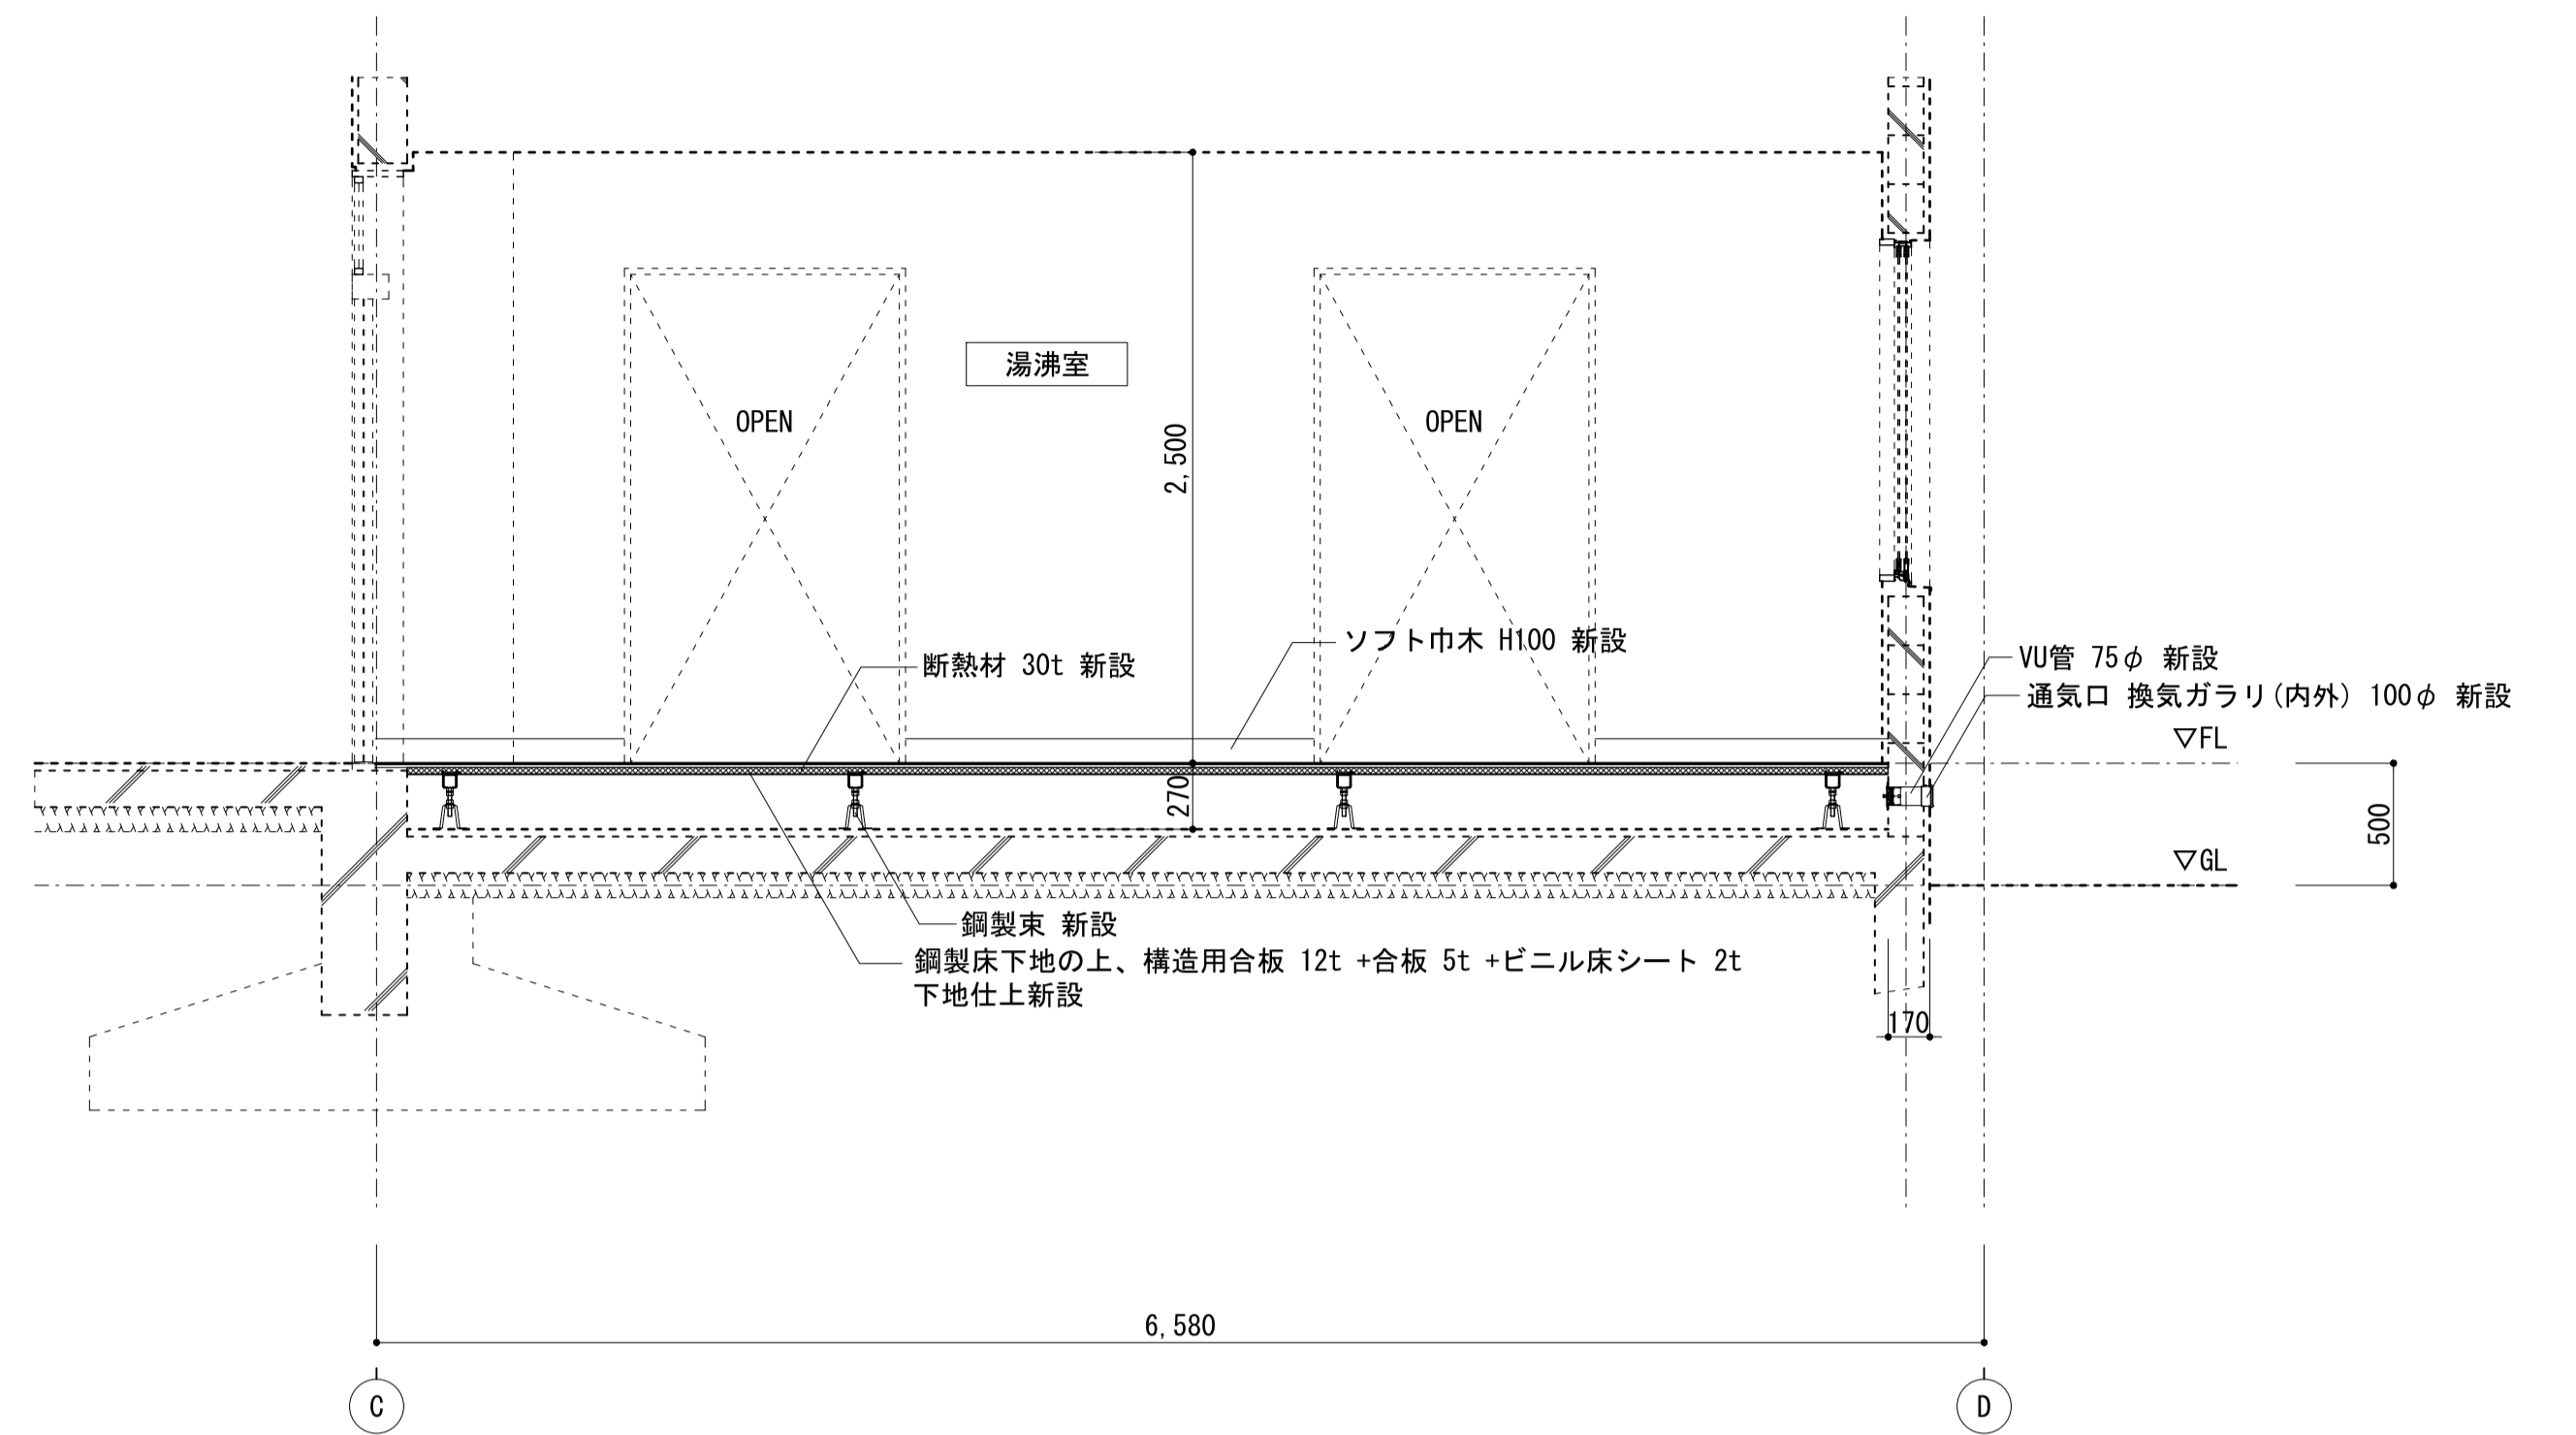 湯沸室
OPEN
OPEN
2,500
ソフト巾木 H100 新設
断熱材 30t 新設
VU管 75φ 新設
通気口 換気ガラリ(内外) 100φ 新設
▽FL
270
500
▽GL
鋼製束 新設
鋼製床下地の上、構造用合板 12t +合板 5t +ビニル床シート 2t
下地仕上新設
170
6,580
C
D